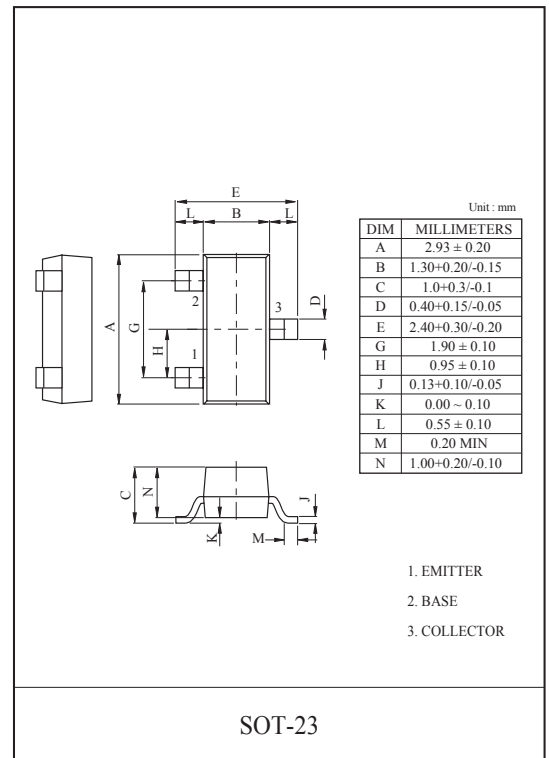 E
L B L
2
3
1
A
G
H
D
Unit : mm
DIM MILLIMETERS
A 2.93 ± 0.20
B 1.30+0.20/-0.15
C 1.0+0.3/-0.1
D 0.40+0.15/-0.05
E 2.40+0.30/-0.20
G 1.90 ± 0.10
H 0.95 ± 0.10
J 0.13+0.10/-0.05
K 0.00 ~ 0.10
L 0.55 ± 0.10
M 0.20 MIN
N 1.00+0.20/-0.10
C
N
K
M
J
1. EMITTER
2. BASE
3. COLLECTOR
SOT-23